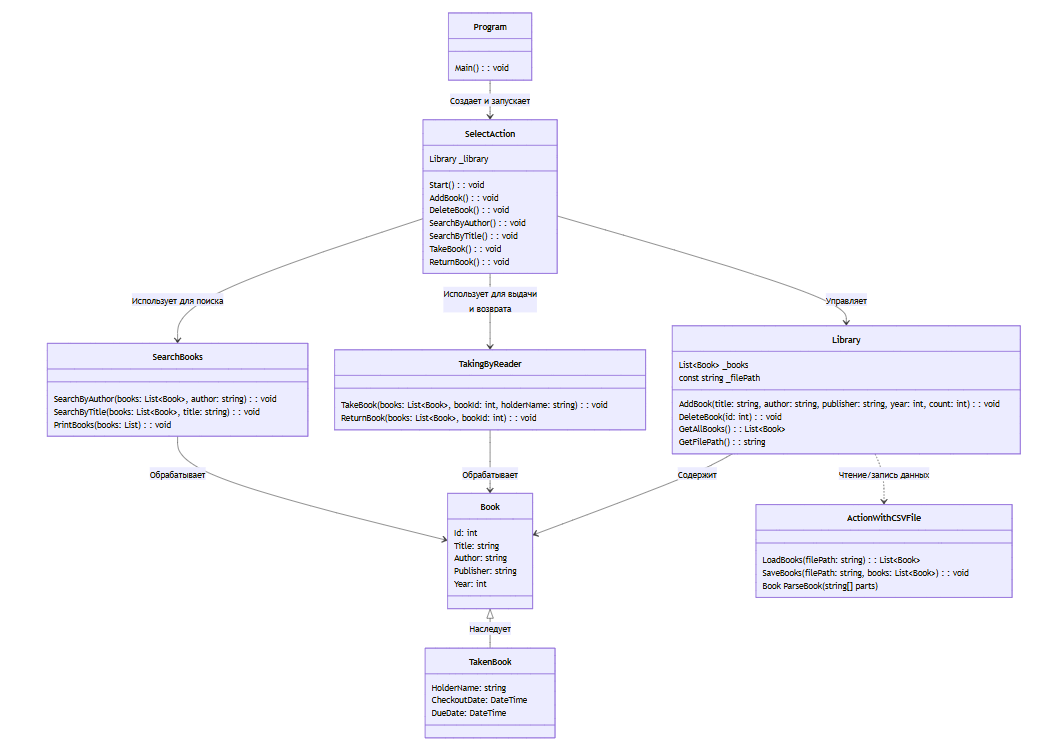 Program
Main() : : void
Создает и запускает
SelectAction
Library _library
Start() : : void
AddBook() : : void
DeleteBook() : : void
SearchByAuthor() : : void
SearchByTitle() : : void
TakeBook() : : void
ReturnBook() : : void
Использует для поиска
Использует для выдачи
и возврата
Управляет
SearchBooks
SearchByAuthor(books: List<Book>, author: string) : : void
SearchByTitle(books: List<Book>, title: string) : : void
PrintBooks(books: List) : : void
TakingByReader
TakeBook(books: List<Book>, bookId: int, holderName: string) : : void
ReturnBook(books: List<Book>, bookId: int) : : void
Library
List<Book> _books
const string _filePath
AddBook(title: string, author: string, publisher: string, year: int, count: int) : : void
DeleteBook(id: int) : : void
GetAllBooks() : : List<Book>
GetFilePath() : : string
Обрабатывает
Обрабатывает
Содержит
Чтение/запись данных
Book
Id: int
Title: string
Author: string
Publisher: string
Year: int
ActionWithCSVFile
LoadBooks(filePath: string) : : List<Book>
SaveBooks(filePath: string, books: List<Book>) : : void
Book ParseBook(string[] parts)
Наследует
TakenBook
HolderName: string
CheckoutDate: DateTime
DueDate: DateTime